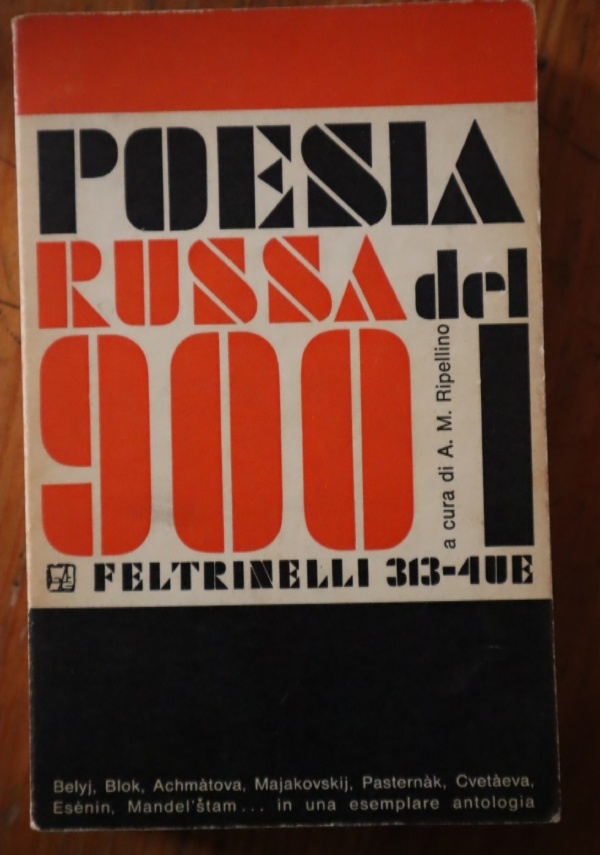 POESIA
RUSSA del
900
a cura di A. M. Ripellino
FELTRINELLI 313-4UE
Belyj, Blok, Achmàtova, Majakovskij, Pasternàk, Cvetàeva,
Esènin, Mandel'štam... in una esemplare antologia